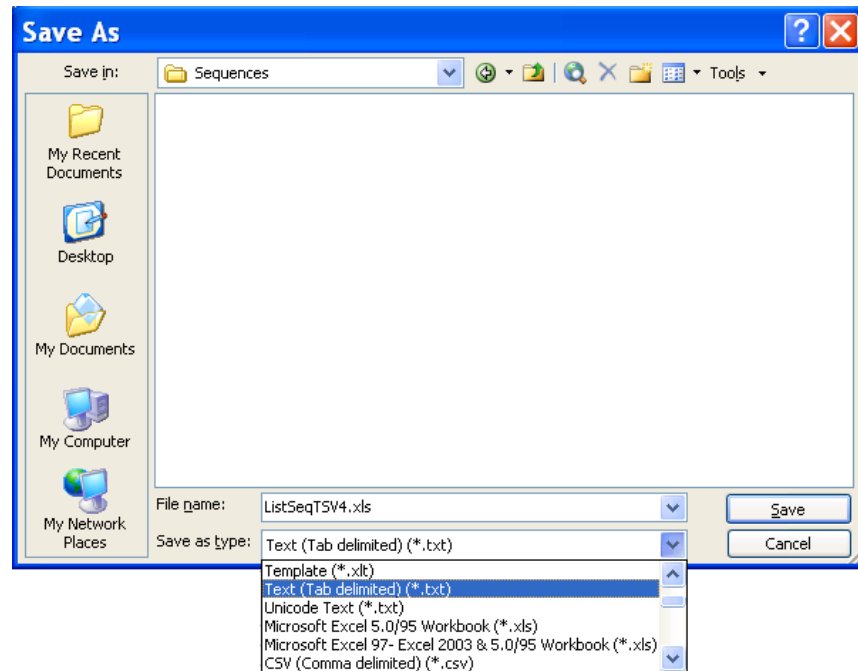 Save As
Save in:
Sequences
Tools
My Recent
Documents
Desktop
My Documents
My Computer
My Network
Places
File name:
ListSeqTSV4.xls
Save
Save as type:
Text (Tab delimited) (*.txt)
Cancel
Template (*.xlt)
Text (Tab delimited) (*.txt)
Unicode Text (*.txt)
Microsoft Excel 5.0/95 Workbook (*.xls)
Microsoft Excel 97- Excel 2003 & 5.0/95 Workbook (*.xls)
CSV (Comma delimited) (*.csv)